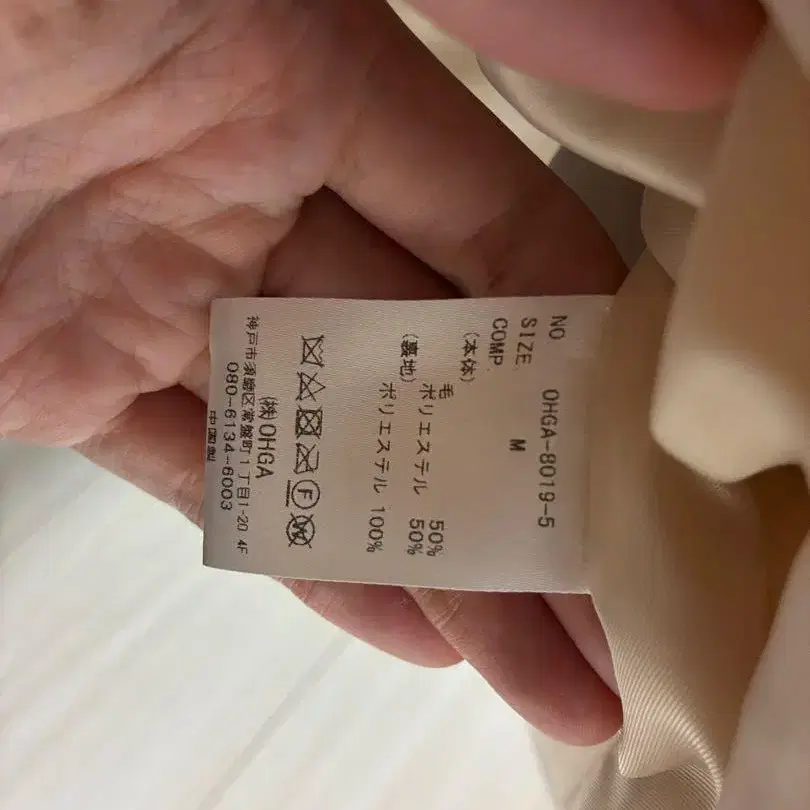 NO. OHGA-8019-5
SIZE. M
COMP.
(本体)
毛 50%
ポリエステル 50%
(裏地)
ポリエステル 100%
(株)OHGA
神戸市須磨区常盤町1丁目1-20 4F
080-6134-6003
中国製